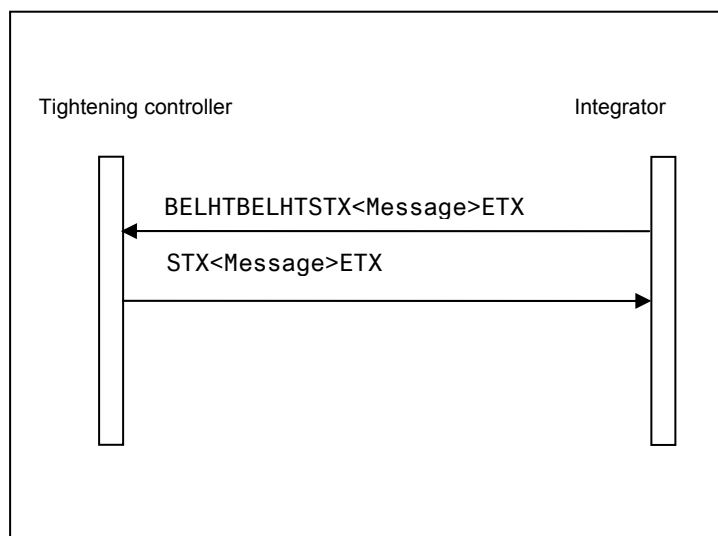 Tightening controller
Integrator
BELHTBELHTSTX<Message>ETX
STX<Message>ETX